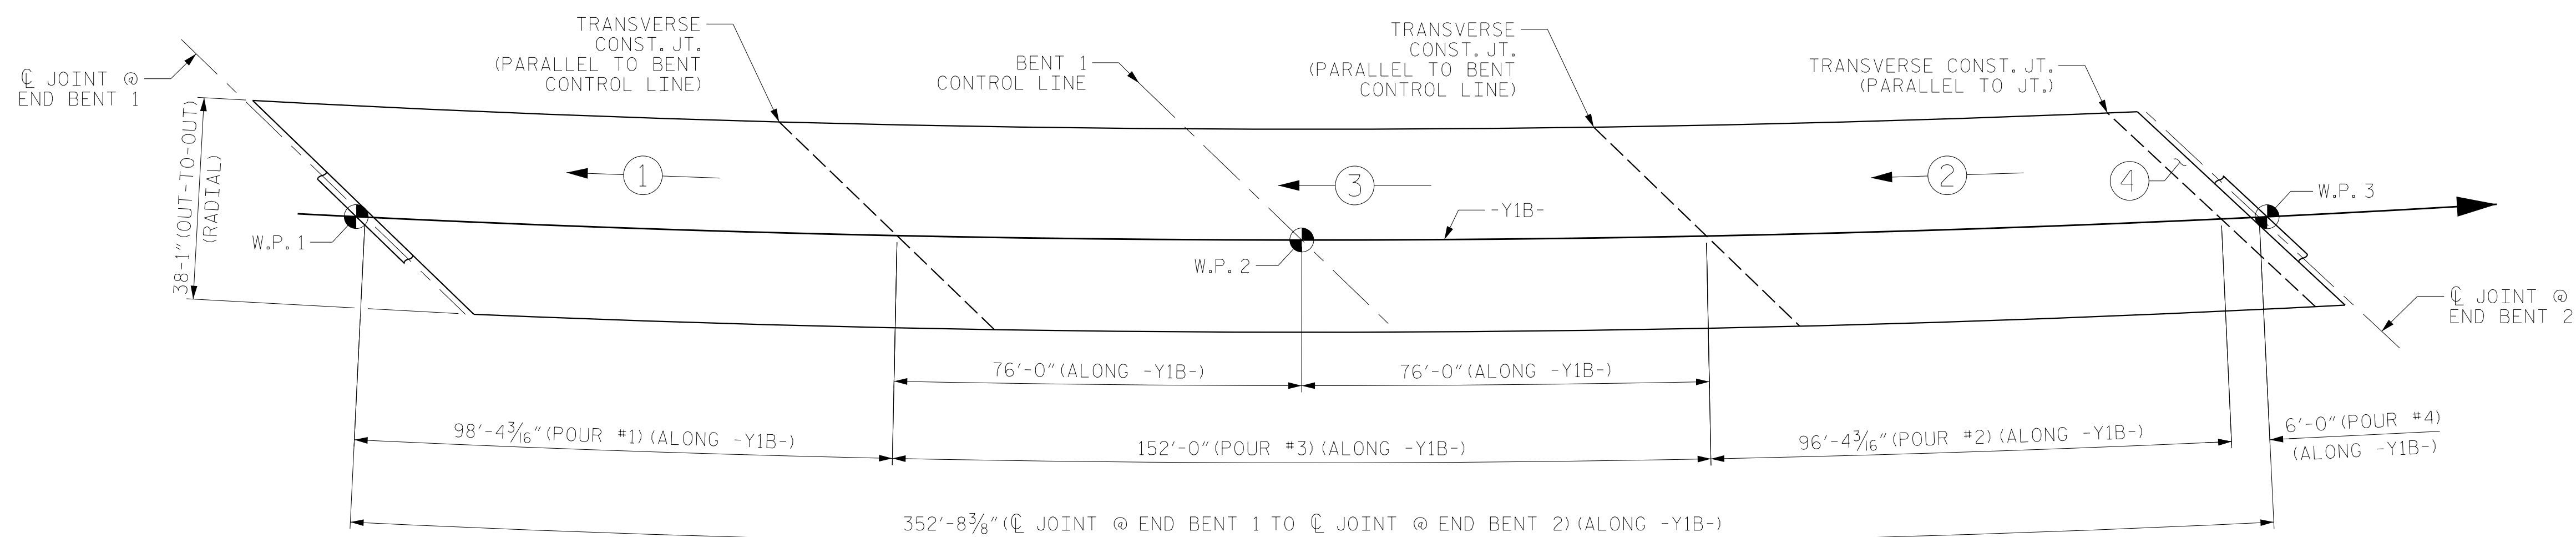 TRANSVERSE
CONST. JT.
(PARALLEL TO BENT
CONTROL LINE)
TRANSVERSE
CONST. JT.
(PARALLEL TO BENT
CONTROL LINE)
BENT 1
CONTROL LINE
TRANSVERSE CONST. JT.
(PARALLEL TO JT.)
℄ JOINT @
END BENT 1
38'-1" (OUT-TO-OUT)
(RADIAL)
1
3
2
4
W.P. 1
-Y1B-
W.P. 3
W.P. 2
℄ JOINT @
END BENT 2
76'-0" (ALONG -Y1B-)
76'-0" (ALONG -Y1B-)
98'-4 3/16" (POUR #1) (ALONG -Y1B-)
152'-0" (POUR #3) (ALONG -Y1B-)
96'-4 3/16" (POUR #2) (ALONG -Y1B-)
6'-0" (POUR #4)
(ALONG -Y1B-)
352'-8 3/8" (℄ JOINT @ END BENT 1 TO ℄ JOINT @ END BENT 2) (ALONG -Y1B-)